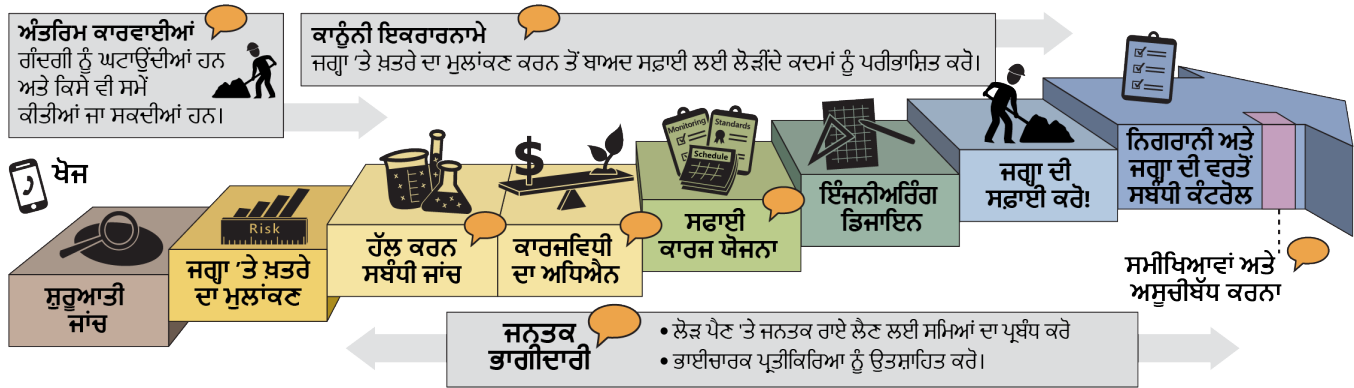 ਅੰਤਰਿਮ ਕਾਰਵਾਈਆਂ
ਗੰਦਗੀ ਨੂੰ ਘਟਾਉਂਦੀਆਂ ਹਨ
ਅਤੇ ਕਿਸੇ ਵੀ ਸਮੇਂ
ਕੀਤੀਆਂ ਜਾ ਸਕਦੀਆਂ ਹਨ।
ਕਾਨੂੰਨੀ ਇਕਰਾਰਨਾਮੇ
ਜਗ੍ਹਾ 'ਤੇ ਖ਼ਤਰੇ ਦਾ ਮੁਲਾਂਕਣ ਕਰਨ ਤੋਂ ਬਾਅਦ ਸਫ਼ਾਈ ਲਈ ਲੋੜੀਂਦੇ ਕਦਮਾਂ ਨੂੰ ਪਰੀਭਾਸ਼ਿਤ ਕਰੋ।
ਖੋਜ
ਸ਼ੁਰੂਆਤੀ
ਜਾਂਚ
Risk
ਜਗ੍ਹਾ 'ਤੇ ਖ਼ਤਰੇ
ਦਾ ਮੁਲਾਂਕਣ
ਹੱਲ ਕਰਨ
ਸਬੰਧੀ ਜਾਂਚ
$
ਕਾਰਜਵਿਧੀ
ਦਾ ਅਧਿਐਨ
Monitoring
Standards
Schedule
ਸਫਾਈ
ਕਾਰਜ ਯੋਜਨਾ
ਇੰਜਨੀਅਰਿੰਗ
ਡਿਜਾਇਨ
ਜਗ੍ਹਾ ਦੀ
ਸਫ਼ਾਈ ਕਰੋ!
ਨਿਗਰਾਨੀ ਅਤੇ
ਜਗ੍ਹਾ ਦੀ ਵਰਤੋਂ
ਸਬੰਧੀ ਕੰਟਰੋਲ
ਸਮੀਖਿਆਵਾਂ ਅਤੇ
ਅਸੂਚੀਬੱਧ ਕਰਨਾ
ਜਨਤਕ
ਭਾਗੀਦਾਰੀ
• ਲੋੜ ਪੈਣ 'ਤੇ ਜਨਤਕ ਰਾਏ ਲੈਣ ਲਈ ਸਮਿਆਂ ਦਾ ਪ੍ਰਬੰਧ ਕਰੋ
• ਭਾਈਚਾਰਕ ਪ੍ਰਤੀਕਿਰਿਆ ਨੂੰ ਉਤਸ਼ਾਹਿਤ ਕਰੋ।